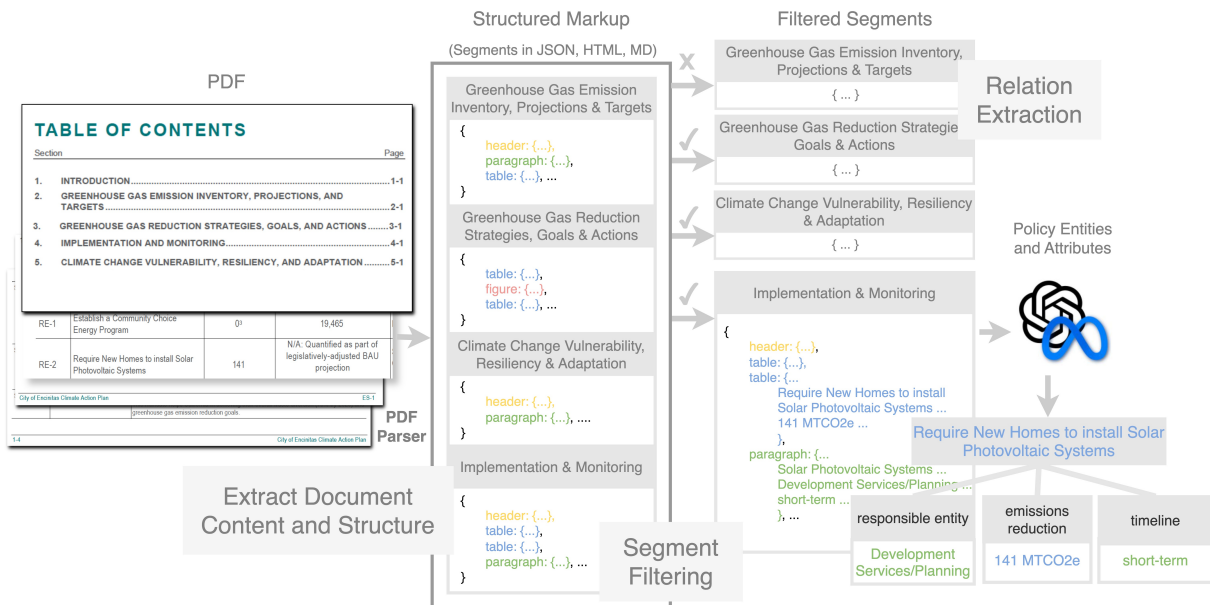 PDF
TABLE OF CONTENTS
Section Page
1. INTRODUCTION 1-1
2. GREENHOUSE GAS EMISSION INVENTORY, PROJECTIONS, AND
TARGETS 2-1
3. GREENHOUSE GAS REDUCTION STRATEGIES, GOALS, AND ACTIONS 3-1
4. IMPLEMENTATION AND MONITORING 4-1
5. CLIMATE CHANGE VULNERABILITY, RESILIENCY, AND ADAPTATION 5-1
RE-1 Establish a Community Choice
Energy Program 0³ 19,465
RE-2 Require New Homes to install Solar
Photovoltaic Systems 141 N/A: Quantified as part of
legislatively-adjusted BAU
projection
City of Encinitas Climate Action Plan ES-1
greenhouse gas emission reduction goals.
1-4 City of Encinitas Climate Action Plan
PDF
Parser
Extract Document
Content and Structure
Structured Markup
(Segments in JSON, HTML, MD)
Greenhouse Gas Emission
Inventory, Projections & Targets
{
header: {...},
paragraph: {...},
table: {...}, ...
}
Greenhouse Gas Reduction
Strategies, Goals & Actions
{
table: {...},
figure: {...},
table: {...}, ...
}
Climate Change Vulnerability,
Resiliency & Adaptation
{
header: {...},
paragraph: {...}, ....
}
Implementation & Monitoring
{
header: {...},
table: {...},
table: {...},
paragraph: {...}, ...
}
Segment
Filtering
Filtered Segments
x
Greenhouse Gas Emission Inventory,
Projections & Targets
{ ... }
✓
Greenhouse Gas Reduction Strategie
Goals & Actions
{ ... }
✓
Climate Change Vulnerability, Resiliency
& Adaptation
{ ... }
✓
Implementation & Monitoring
{
header: {...},
table: {...},
table: {...
Require New Homes to install
Solar Photovoltaic Systems ...
141 MTCO2e ...
},
paragraph: {...
Solar Photovoltaic Systems ...
Development Services/Planning ...
short-term ...
}, ...
Relation
Extraction
Policy Entities
and Attributes
Require New Homes to install Solar
Photovoltaic Systems
responsible entity
Development
Services/Planning
emissions
reduction
141 MTCO2e
timeline
short-term